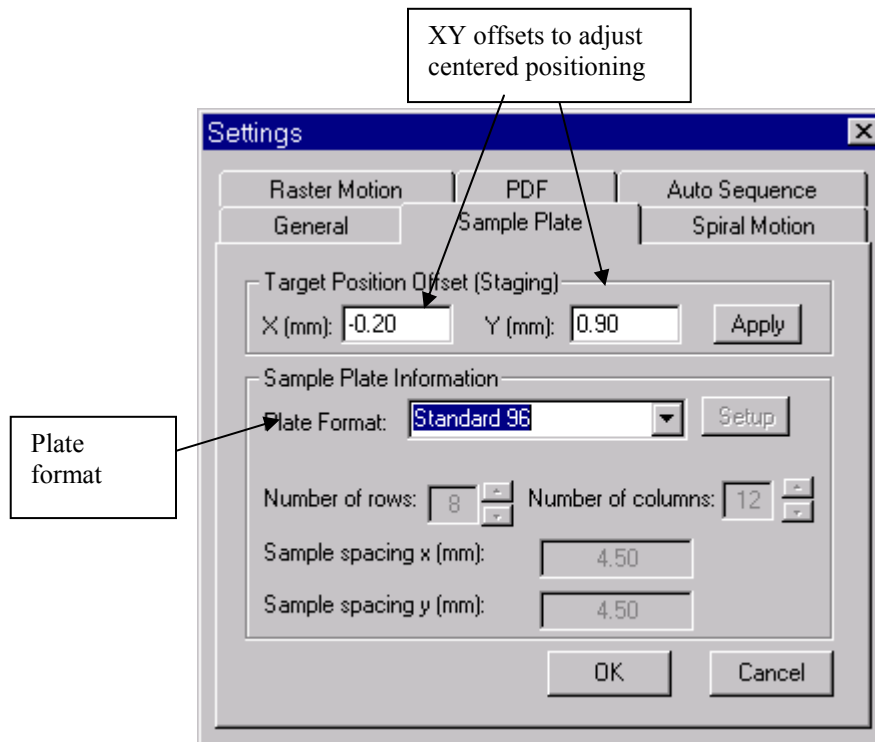 XY offsets to adjust
centered positioning
Settings
Raster Motion PDF Auto Sequence
General Sample Plate Spiral Motion
Target Position Offset (Staging)
X (mm): -0.20 Y (mm): 0.90 Apply
Sample Plate Information
Plate Format: Standard 96 Setup
Plate
format
Number of rows: 8 Number of columns: 12
Sample spacing x (mm): 4.50
Sample spacing y (mm): 4.50
OK Cancel